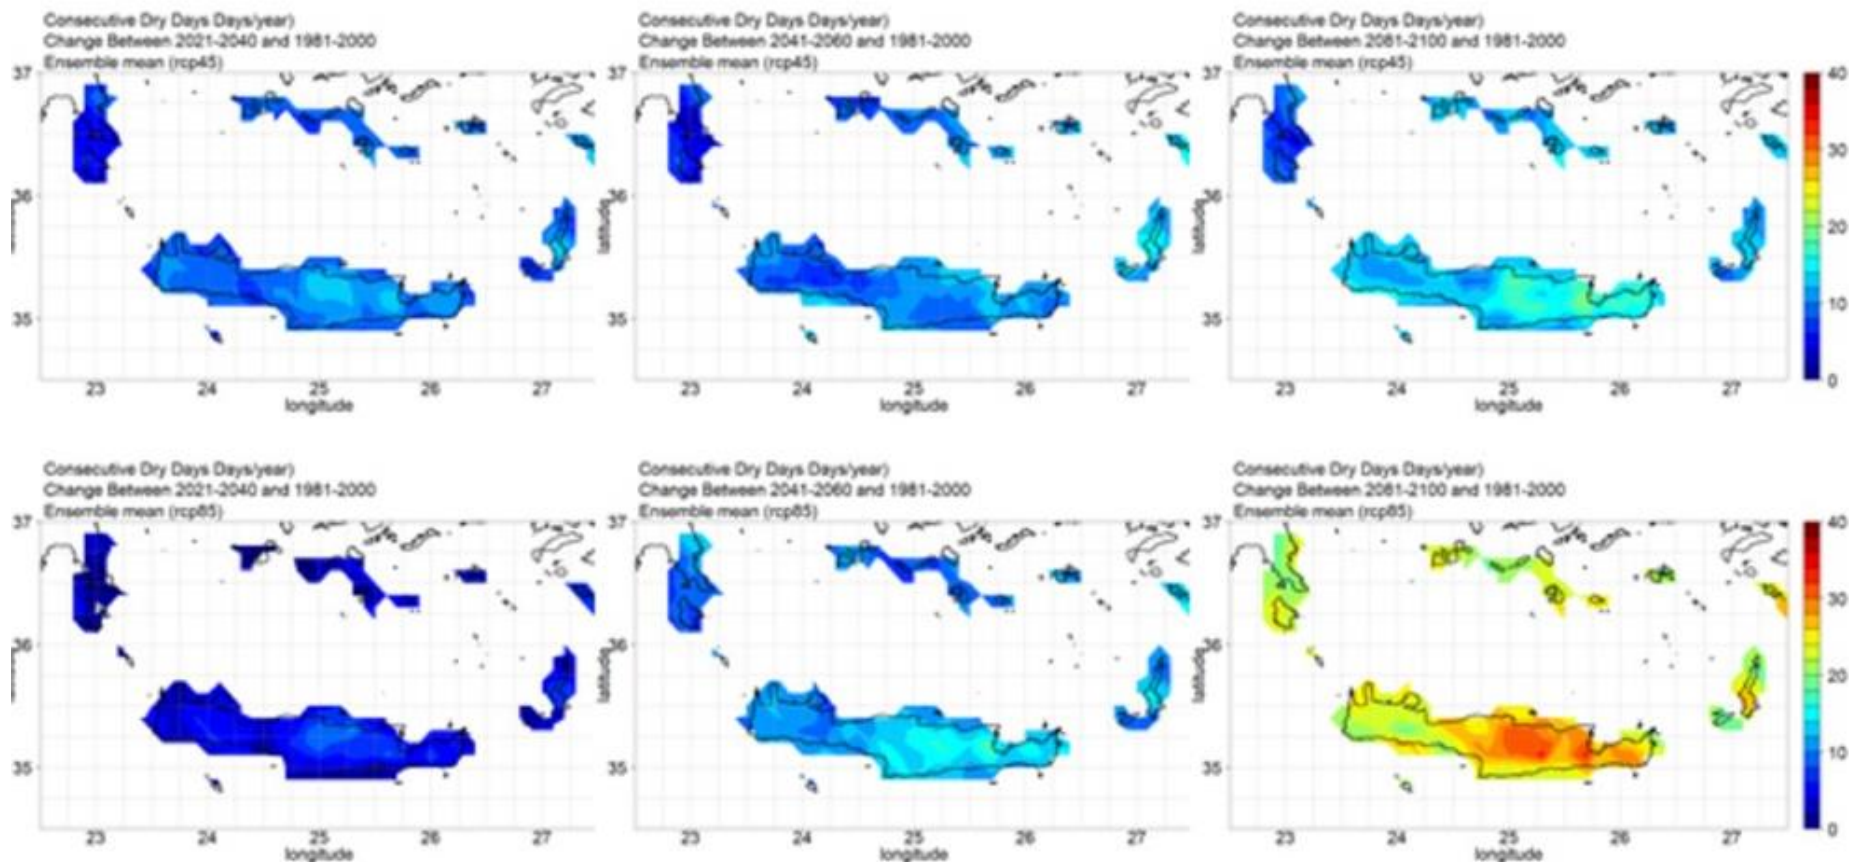 Consecutive Dry Days Days/year)
Change Between 2021-2040 and 1981-2000
Ensemble mean (rcp45)
Consecutive Dry Days Days/year)
Change Between 2041-2060 and 1981-2000
Ensemble mean (rcp45)
Consecutive Dry Days Days/year)
Change Between 2081-2100 and 1981-2000
Ensemble mean (rcp45)
37
36
35
23 24 25 26 27
longitude
37
36
35
latitude
23 24 25 26 27
longitude
37
36
35
latitude
23 24 25 26 27
longitude
40
30
20
10
0
Consecutive Dry Days Days/year)
Change Between 2021-2040 and 1981-2000
Ensemble mean (rcp85)
Consecutive Dry Days Days/year)
Change Between 2041-2060 and 1981-2000
Ensemble mean (rcp85)
Consecutive Dry Days Days/year)
Change Between 2081-2100 and 1981-2000
Ensemble mean (rcp85)
37
36
35
23 24 25 26 27
longitude
37
36
35
latitude
23 24 25 26 27
longitude
37
36
35
latitude
23 24 25 26 27
longitude
40
30
20
10
0